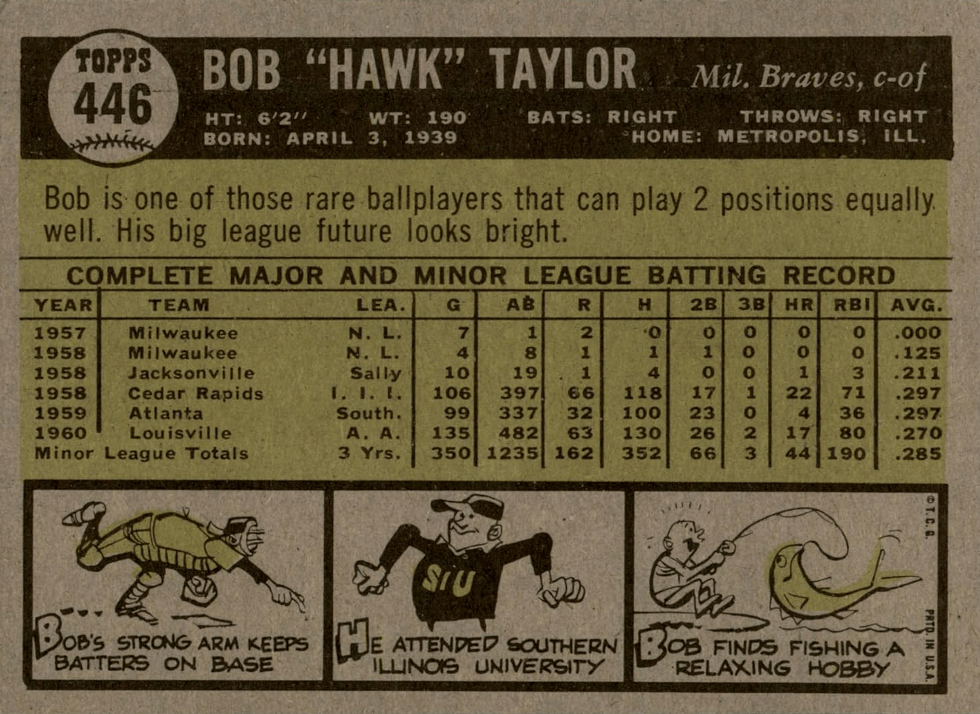 TOPPS
446
BOB "HAWK" TAYLOR Mil. Braves, c-of
HT: 6'2'' WT: 190 BATS: RIGHT THROWS: RIGHT
BORN: APRIL 3, 1939 HOME: METROPOLIS, ILL.
Bob is one of those rare ballplayers that can play 2 positions equally
well. His big league future looks bright.
COMPLETE MAJOR AND MINOR LEAGUE BATTING RECORD
YEAR TEAM LEA. G AB R H 2B 3B HR RBI AVG.
1957 Milwaukee N. L. 7 1 2 0 0 0 0 0 .000
1958 Milwaukee N. L. 4 8 1 1 1 0 0 0 .125
1958 Jacksonville Sally 10 19 1 4 0 0 1 3 .211
1958 Cedar Rapids I. I. I. 106 397 66 118 17 1 22 71 .297
1959 Atlanta South. 99 337 32 100 23 0 4 36 .297
1960 Louisville A. A. 135 482 63 130 26 2 17 80 .270
Minor League Totals 3 Yrs. 350 1235 162 352 66 3 44 190 .285
BOB'S STRONG ARM KEEPS
BATTERS ON BASE
SIU
HE ATTENDED SOUTHERN
ILLINOIS UNIVERSITY
BOB FINDS FISHING A
RELAXING HOBBY
© T. C. G.
PRTD. IN U.S.A.